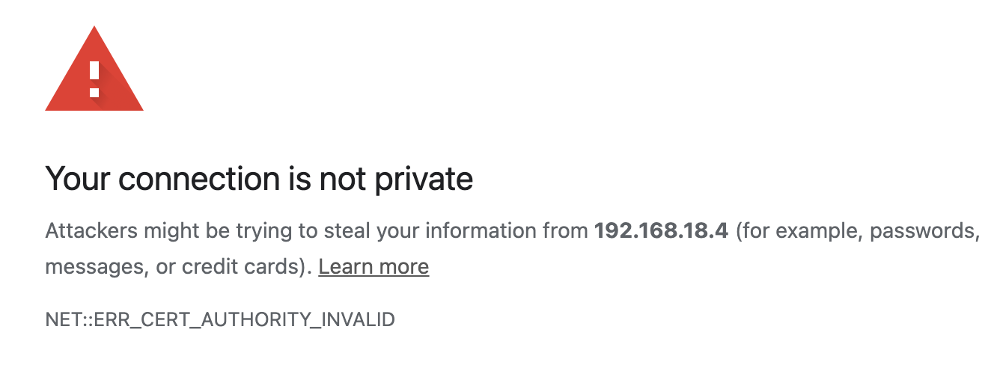 Your connection is not private
Attackers might be trying to steal your information from 192.168.18.4 (for example, passwords,
messages, or credit cards). Learn more
NET::ERR_CERT_AUTHORITY_INVALID